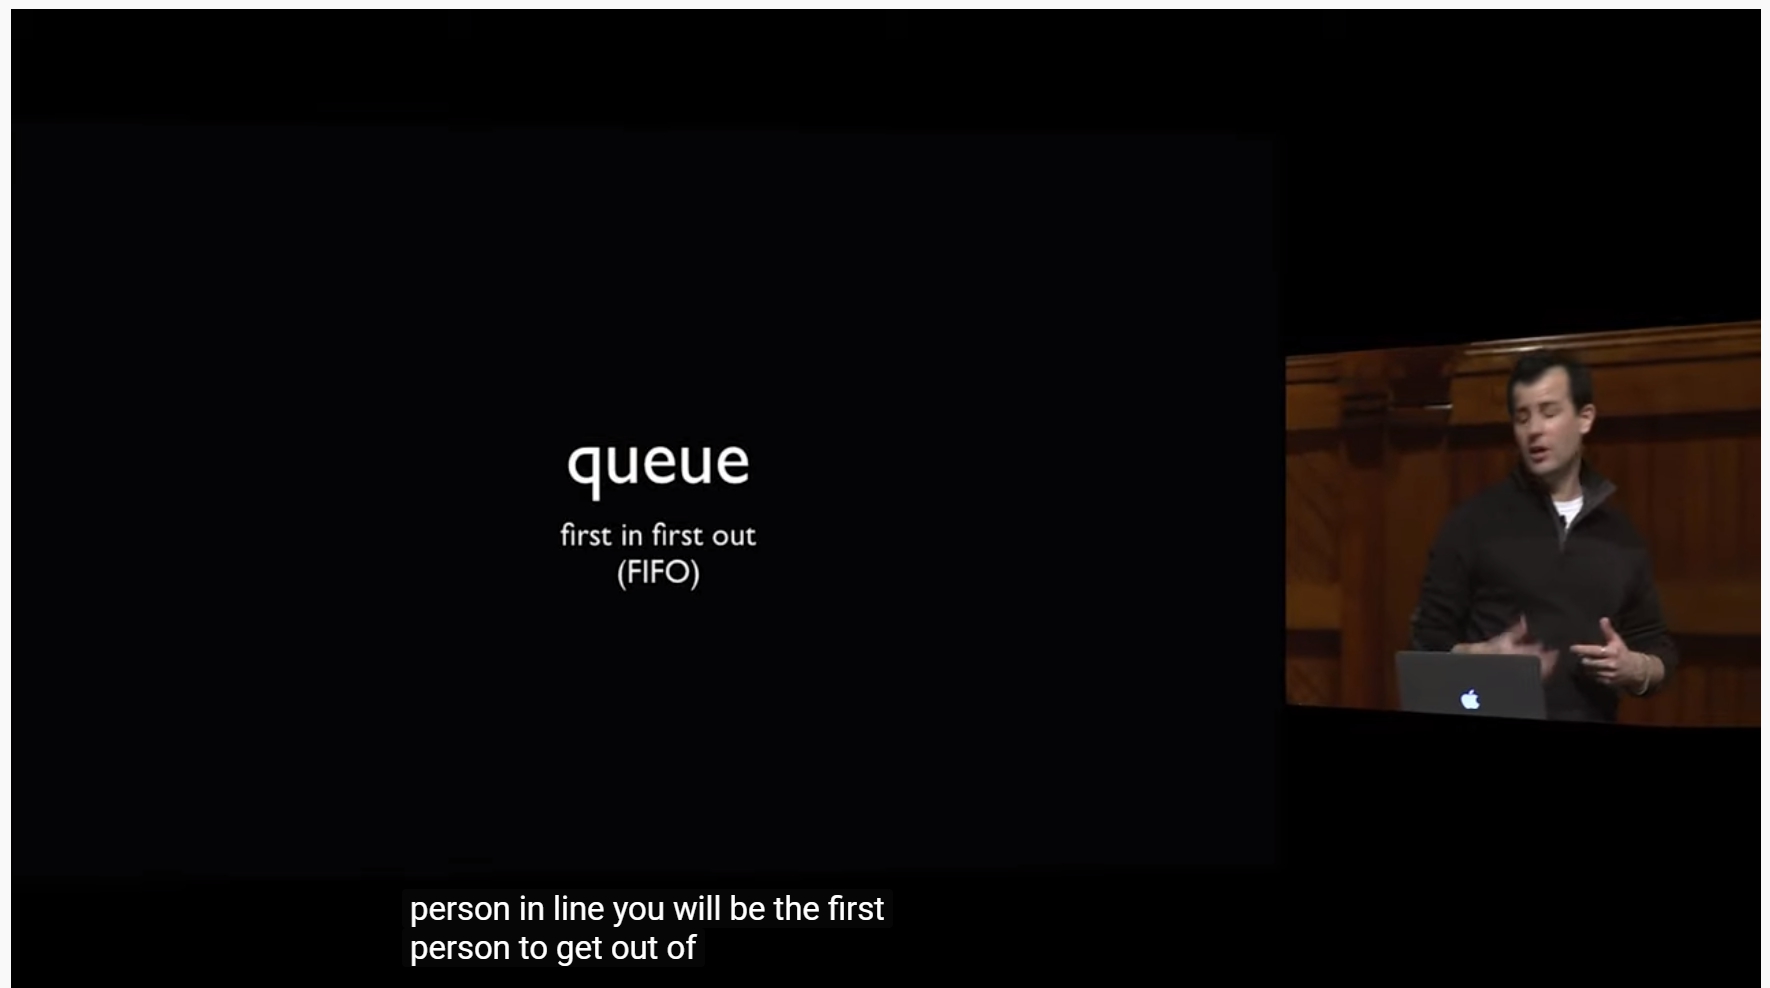 queue
first in first out
(FIFO)
person in line you will be the first
person to get out of